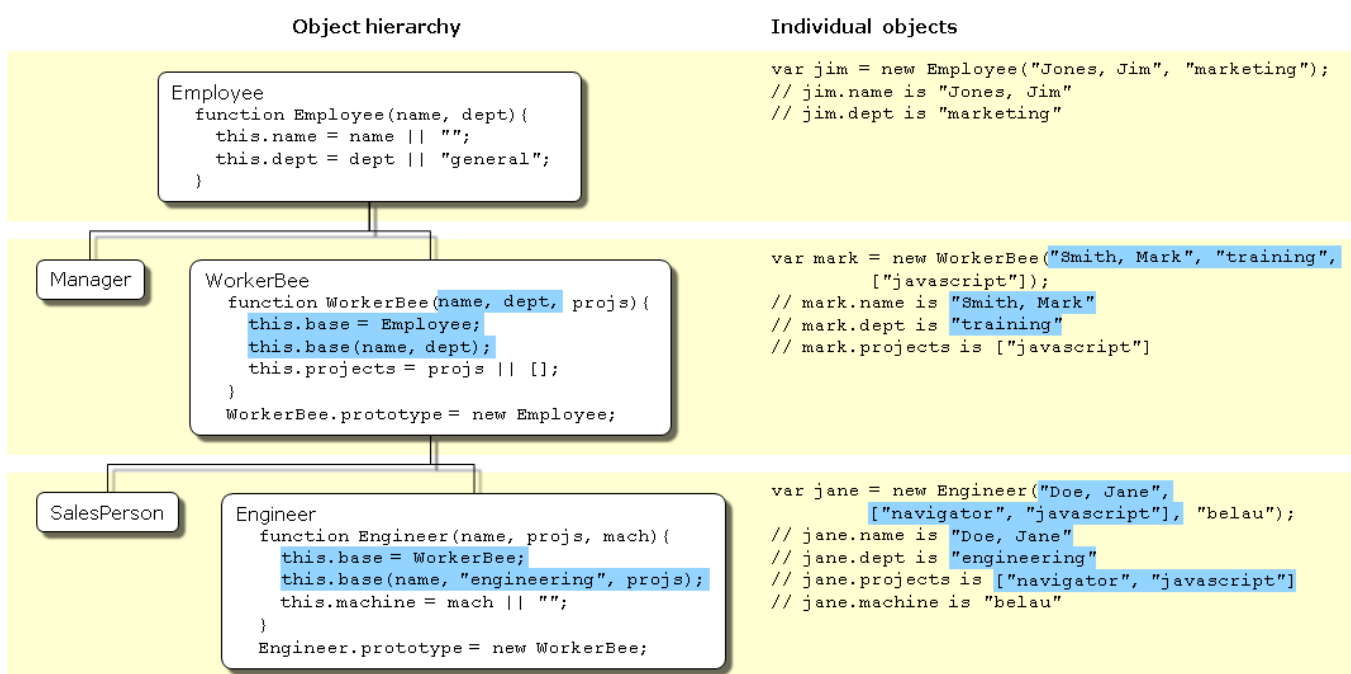 Object hierarchy
Individual objects
Employee
function Employee(name, dept){
this.name = name || "";
this.dept = dept || "general";
}
var jim = new Employee("Jones, Jim", "marketing");
// jim.name is "Jones, Jim"
// jim.dept is "marketing"
Manager
WorkerBee
function WorkerBee(name, dept, projs){
this.base = Employee;
this.base(name, dept);
this.projects = projs || [];
}
WorkerBee.prototype = new Employee;
var mark = new WorkerBee("Smith, Mark", "training",
["javascript"]);
// mark.name is "Smith, Mark"
// mark.dept is "training"
// mark.projects is ["javascript"]
SalesPerson
Engineer
function Engineer(name, projs, mach){
this.base = WorkerBee;
this.base(name, "engineering", projs);
this.machine = mach || "";
}
Engineer.prototype = new WorkerBee;
var jane = new Engineer("Doe, Jane",
["navigator", "javascript"], "belau");
// jane.name is "Doe, Jane"
// jane.dept is "engineering"
// jane.projects is ["navigator", "javascript"]
// jane.machine is "belau"